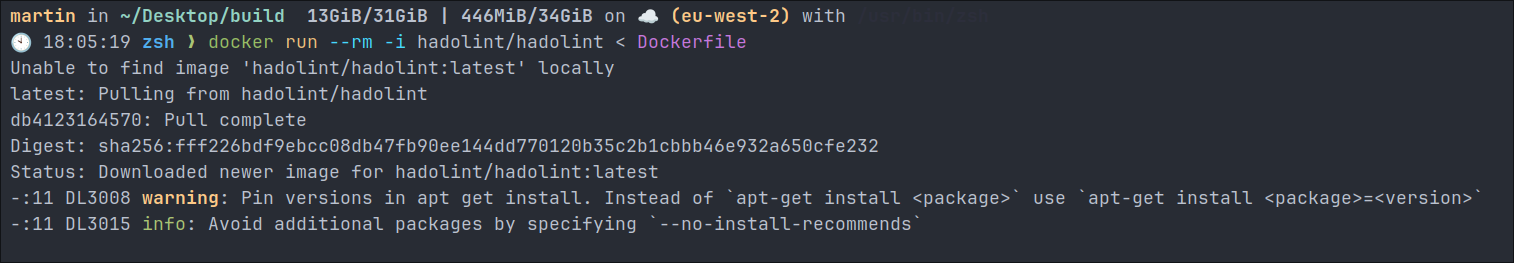 martin in ~/Desktop/build 13GiB/31GiB | 446MiB/34GiB on ☁️ (eu-west-2) with /usr/bin/zsh
🕙 18:05:19 zsh ❯ docker run --rm -i hadolint/hadolint < Dockerfile
Unable to find image 'hadolint/hadolint:latest' locally
latest: Pulling from hadolint/hadolint
db4123164570: Pull complete
Digest: sha256:fff226bdf9ebcc08db47fb90ee144dd770120b35c2b1cbbb46e932a650cfe232
Status: Downloaded newer image for hadolint/hadolint:latest
-:11 DL3008 warning: Pin versions in apt get install. Instead of `apt-get install <package>` use `apt-get install <package>=<version>`
-:11 DL3015 info: Avoid additional packages by specifying `--no-install-recommends`